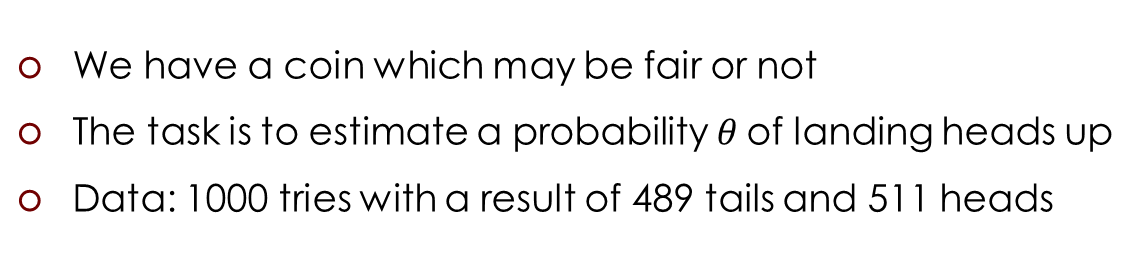 We have a coin which may be fair or not
The task is to estimate a probability θ of landing heads up
Data: 1000 tries with a result of 489 tails and 511 heads